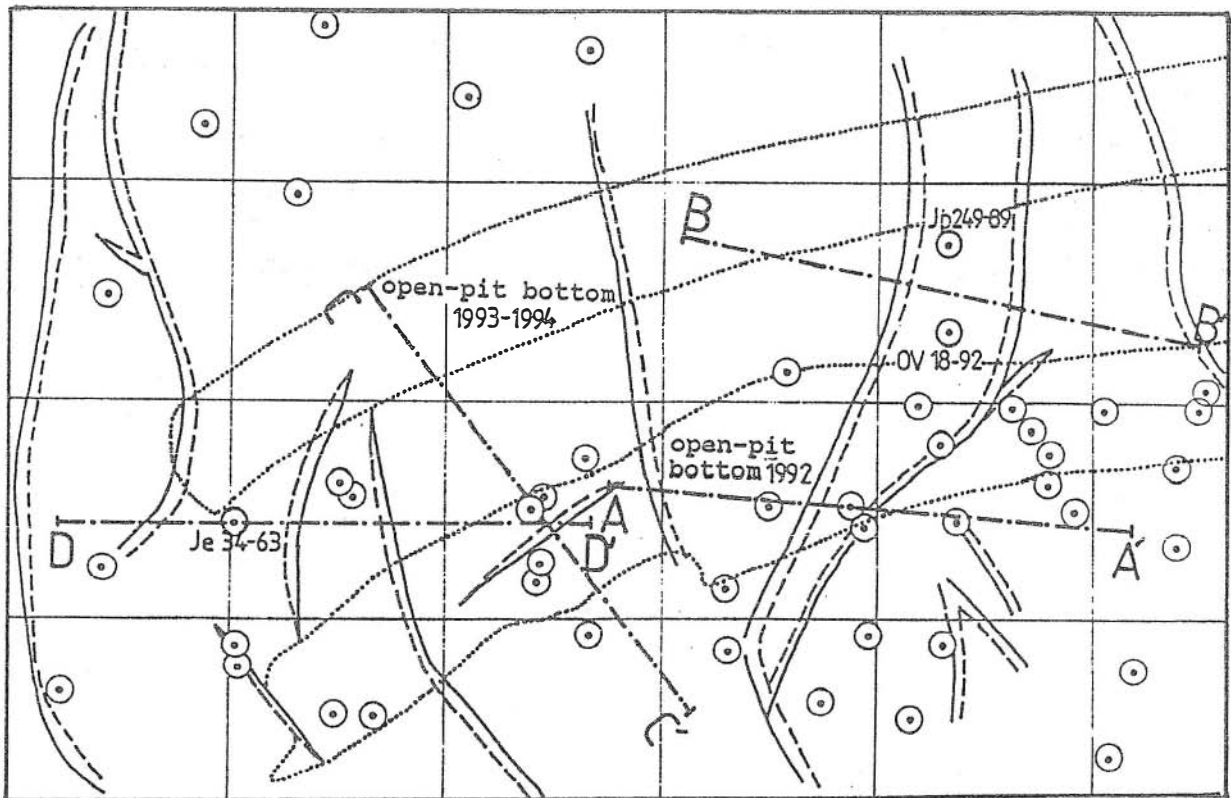 B
Jb249-89
open-pit bottom
1993-1994
C
B'
OV 18-92
open-pit
bottom 1992
A
Je 34-63
D
D'
A'
C'